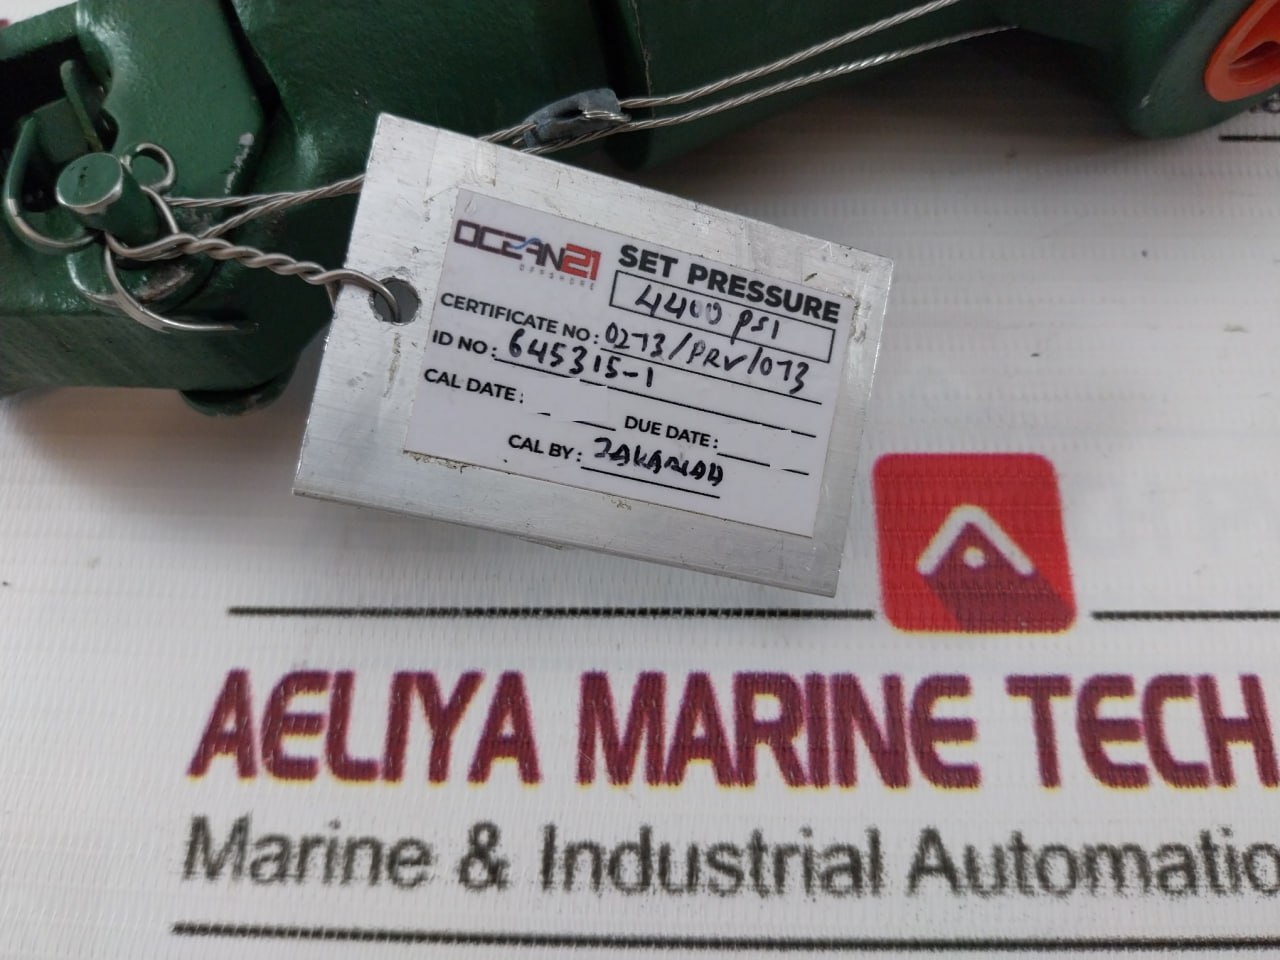 OCEAN21
OFFSHORE
SET PRESSURE
4400 PSI
CERTIFICATE NO: 0273/PRV/073
ID NO: 645315-1
CAL DATE:
DUE DATE:
CAL BY: ZAKARIAH
AELIYA MARINE TECH
Marine & Industrial Automatio